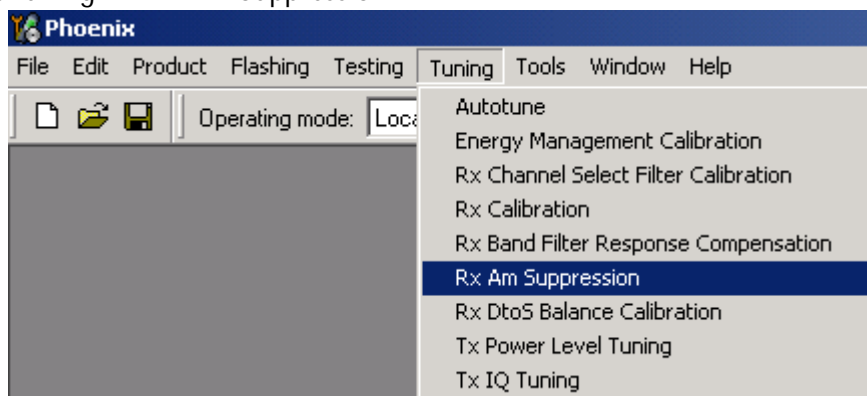 Phoenix
File Edit Product Flashing Testing Tuning Tools Window Help
Operating mode: Loca
Autotune
Energy Management Calibration
Rx Channel Select Filter Calibration
Rx Calibration
Rx Band Filter Response Compensation
Rx Am Suppression
Rx DtoS Balance Calibration
Tx Power Level Tuning
Tx IQ Tuning